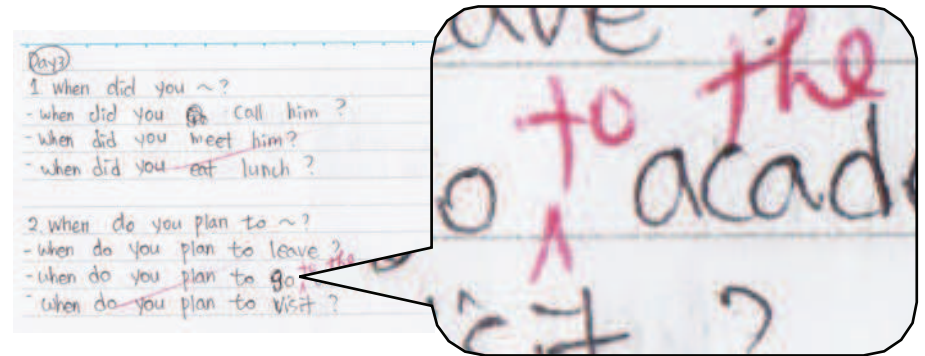 Day3
1 When did you ~ ?
- when did you call him ?
- when did you meet him?
- when did you eat lunch ?
2. when do you plan to ~ ?
- when do you plan to leave ?
to the
- when do you plan to go
- when do you plan to visit ?
ave ?
to the
o acad
sit ?